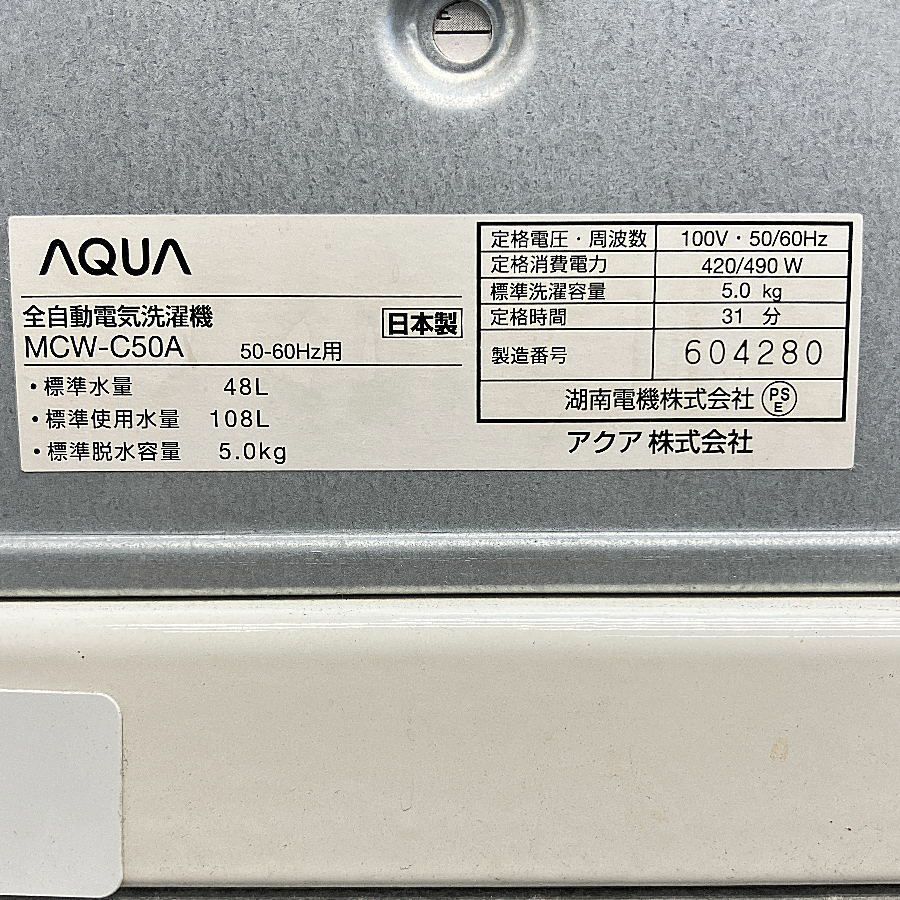 AQUA
全自動電気洗濯機
MCW-C50A 50-60Hz用
日本製
・標準水量 48L
・標準使用水量 108L
・標準脱水容量 5.0kg
定格電圧・周波数 100V・50/60Hz
定格消費電力 420/490 W
標準洗濯容量 5.0 kg
定格時間 31 分
製造番号 604280
湖南電機株式会社 PSE
アクア 株式会社